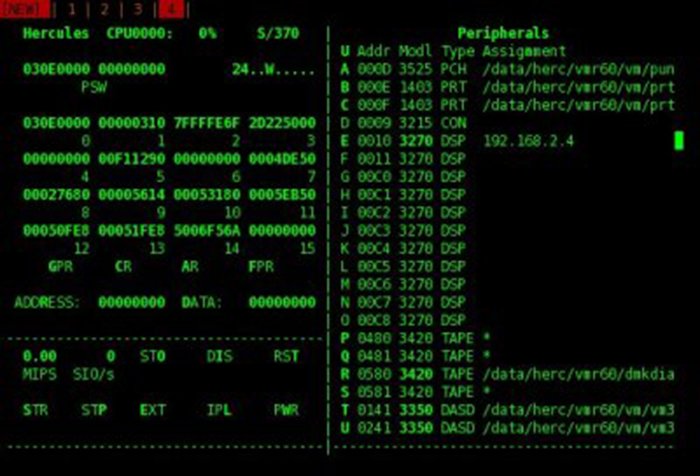 [NEW] | 1 | 2 | 3 | 4 |
Hercules CPU0000: 0% S/370
030E0000 00000000 24..W.....
PSW
030E0000 00000310 7FFFFE6F 2D225000
0 1 2 3
00000000 00F11290 00000000 0004DE50
4 5 6 7
00027680 00005614 00053180 0005EB50
8 9 10 11
00050FE8 00051FE8 5006F56A 00000000
12 13 14 15
GPR CR AR FPR
ADDRESS: 00000000 DATA: 00000000
0.00 0 ST0 DIS RST
MIPS SIO/s
STR STP EXT IPL PWR
Peripherals
U Addr Modl Type Assignment
A 000D 3525 PCH /data/herc/vmr60/vm/pun
B 000E 1403 PRT /data/herc/vmr60/vm/prt
C 000F 1403 PRT /data/herc/vmr60/vm/prt
D 0009 3215 CON
E 0010 3270 DSP 192.168.2.4
F 0011 3270 DSP
G 00C0 3270 DSP
H 00C1 3270 DSP
I 00C2 3270 DSP
J 00C3 3270 DSP
K 00C4 3270 DSP
L 00C5 3270 DSP
M 00C6 3270 DSP
N 00C7 3270 DSP
O 00C8 3270 DSP
P 0480 3420 TAPE *
Q 0481 3420 TAPE *
R 0580 3420 TAPE /data/herc/vmr60/dmkdia
S 0581 3420 TAPE *
T 0141 3350 DASD /data/herc/vmr60/vm/vm3
U 0241 3350 DASD /data/herc/vmr60/vm/vm3